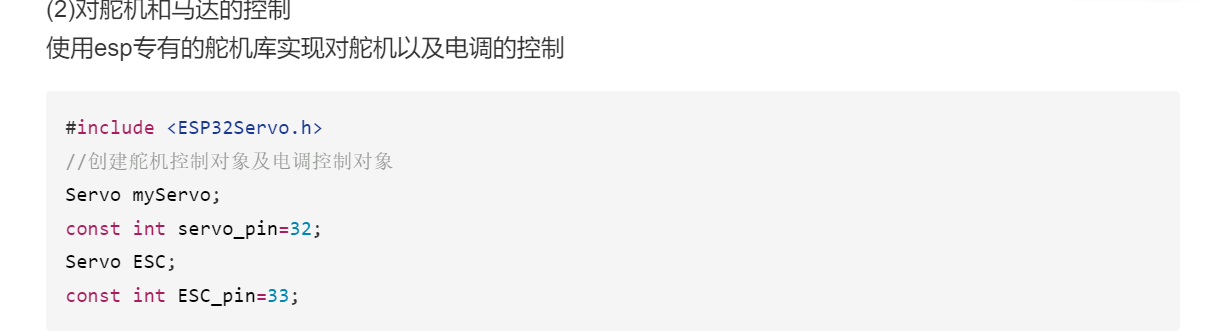 (2)对舵机和马达的控制
使用esp专有的舵机库实现对舵机以及电调的控制
#include <ESP32Servo.h>
//创建舵机控制对象及电调控制对象
Servo myServo;
const int servo_pin=32;
Servo ESC;
const int ESC_pin=33;